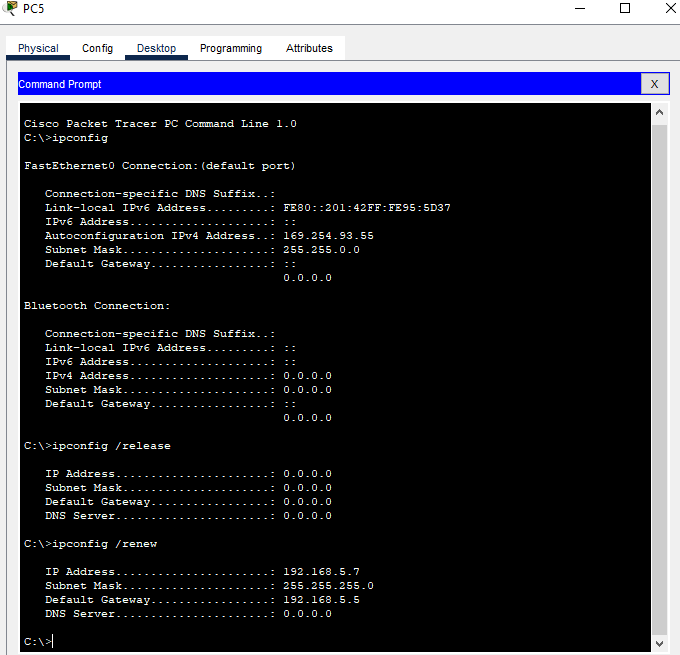 PC5
Physical Config Desktop Programming Attributes
Command Prompt X
Cisco Packet Tracer PC Command Line 1.0
C:\>ipconfig
FastEthernet0 Connection:(default port)
Connection-specific DNS Suffix..:
Link-local IPv6 Address.........: FE80::201:42FF:FE95:5D37
IPv6 Address....................: ::
Autoconfiguration IPv4 Address..: 169.254.93.55
Subnet Mask.....................: 255.255.0.0
Default Gateway.................: ::
0.0.0.0
Bluetooth Connection:
Connection-specific DNS Suffix..:
Link-local IPv6 Address.........: ::
IPv6 Address....................: ::
IPv4 Address....................: 0.0.0.0
Subnet Mask.....................: 0.0.0.0
Default Gateway.................: ::
0.0.0.0
C:\>ipconfig /release
IP Address......................: 0.0.0.0
Subnet Mask.....................: 0.0.0.0
Default Gateway.................: 0.0.0.0
DNS Server......................: 0.0.0.0
C:\>ipconfig /renew
IP Address......................: 192.168.5.7
Subnet Mask.....................: 255.255.255.0
Default Gateway.................: 192.168.5.5
DNS Server......................: 0.0.0.0
C:\>